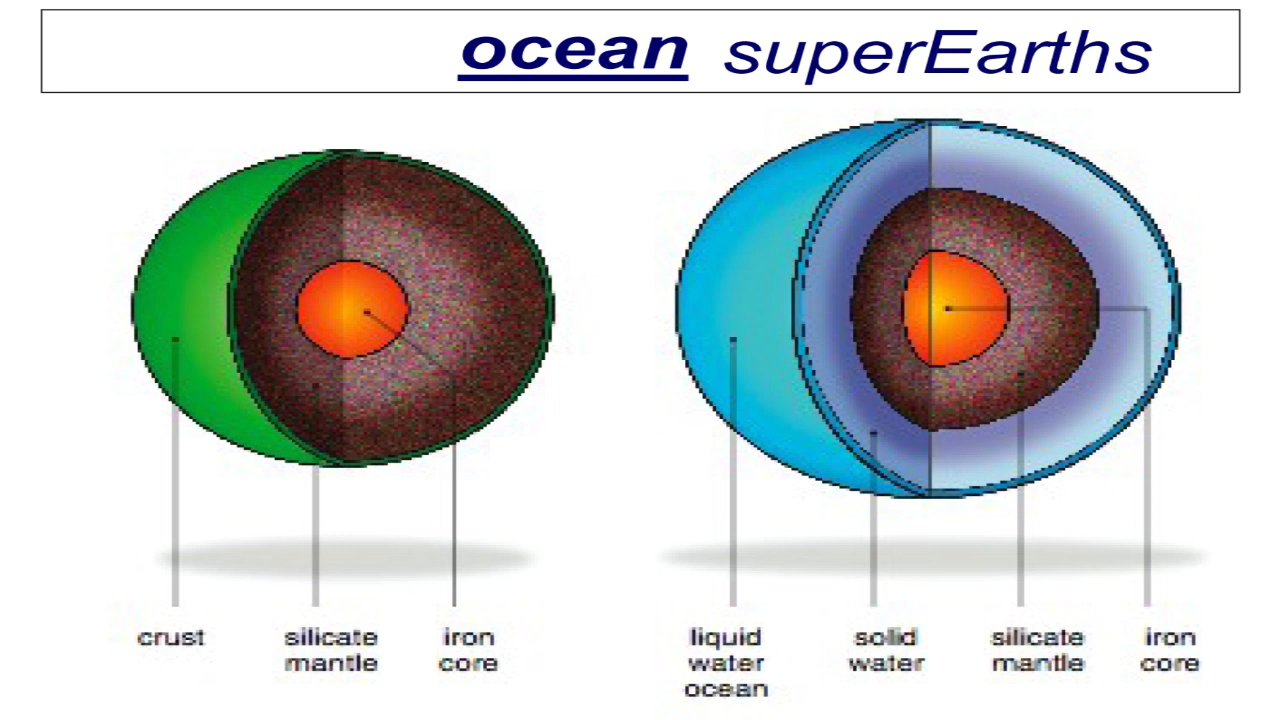 ocean superEarths
crust
silicate
mantle
iron
core
liquid
water
ocean
solid
water
silicate
mantle
iron
core